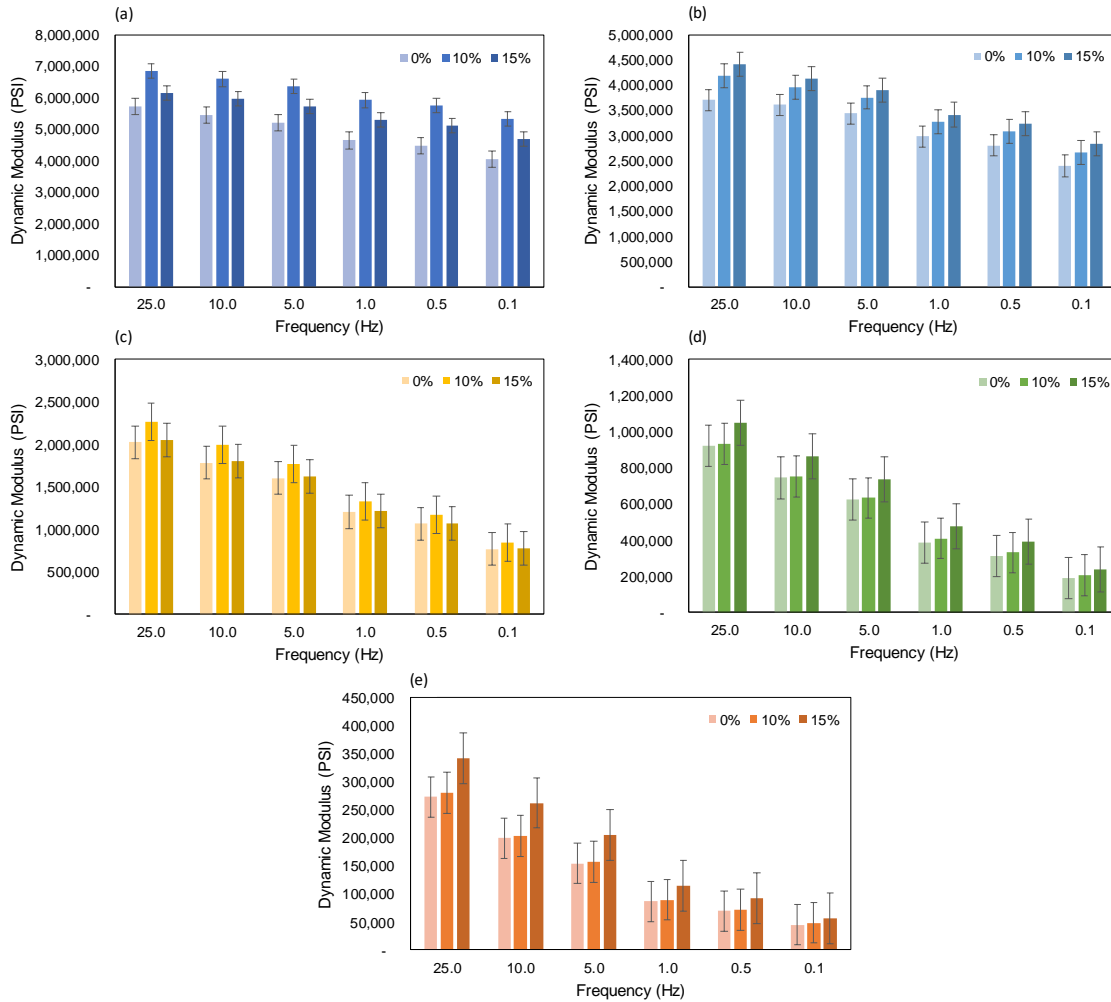 (a)
8,000,000
7,000,000
6,000,000
5,000,000
4,000,000
3,000,000
2,000,000
1,000,000
-
Dynamic Modulus (PSI)
0% 10% 15%
25.0 10.0 5.0 1.0 0.5 0.1
Frequency (Hz)
(b)
5,000,000
4,500,000
4,000,000
3,500,000
3,000,000
2,500,000
2,000,000
1,500,000
1,000,000
500,000
-
Dynamic Modulus (PSI)
0% 10% 15%
25.0 10.0 5.0 1.0 0.5 0.1
Frequency (Hz)
(c)
3,000,000
2,500,000
2,000,000
1,500,000
1,000,000
500,000
-
Dynamic Modulus (PSI)
0% 10% 15%
25.0 10.0 5.0 1.0 0.5 0.1
Frequency (Hz)
(d)
1,400,000
1,200,000
1,000,000
800,000
600,000
400,000
200,000
-
Dynamic Modulus (PSI)
0% 10% 15%
25.0 10.0 5.0 1.0 0.5 0.1
Frequency (Hz)
(e)
450,000
400,000
350,000
300,000
250,000
200,000
150,000
100,000
50,000
-
Dynamic Modulus (PSI)
0% 10% 15%
25.0 10.0 5.0 1.0 0.5 0.1
Frequency (Hz)